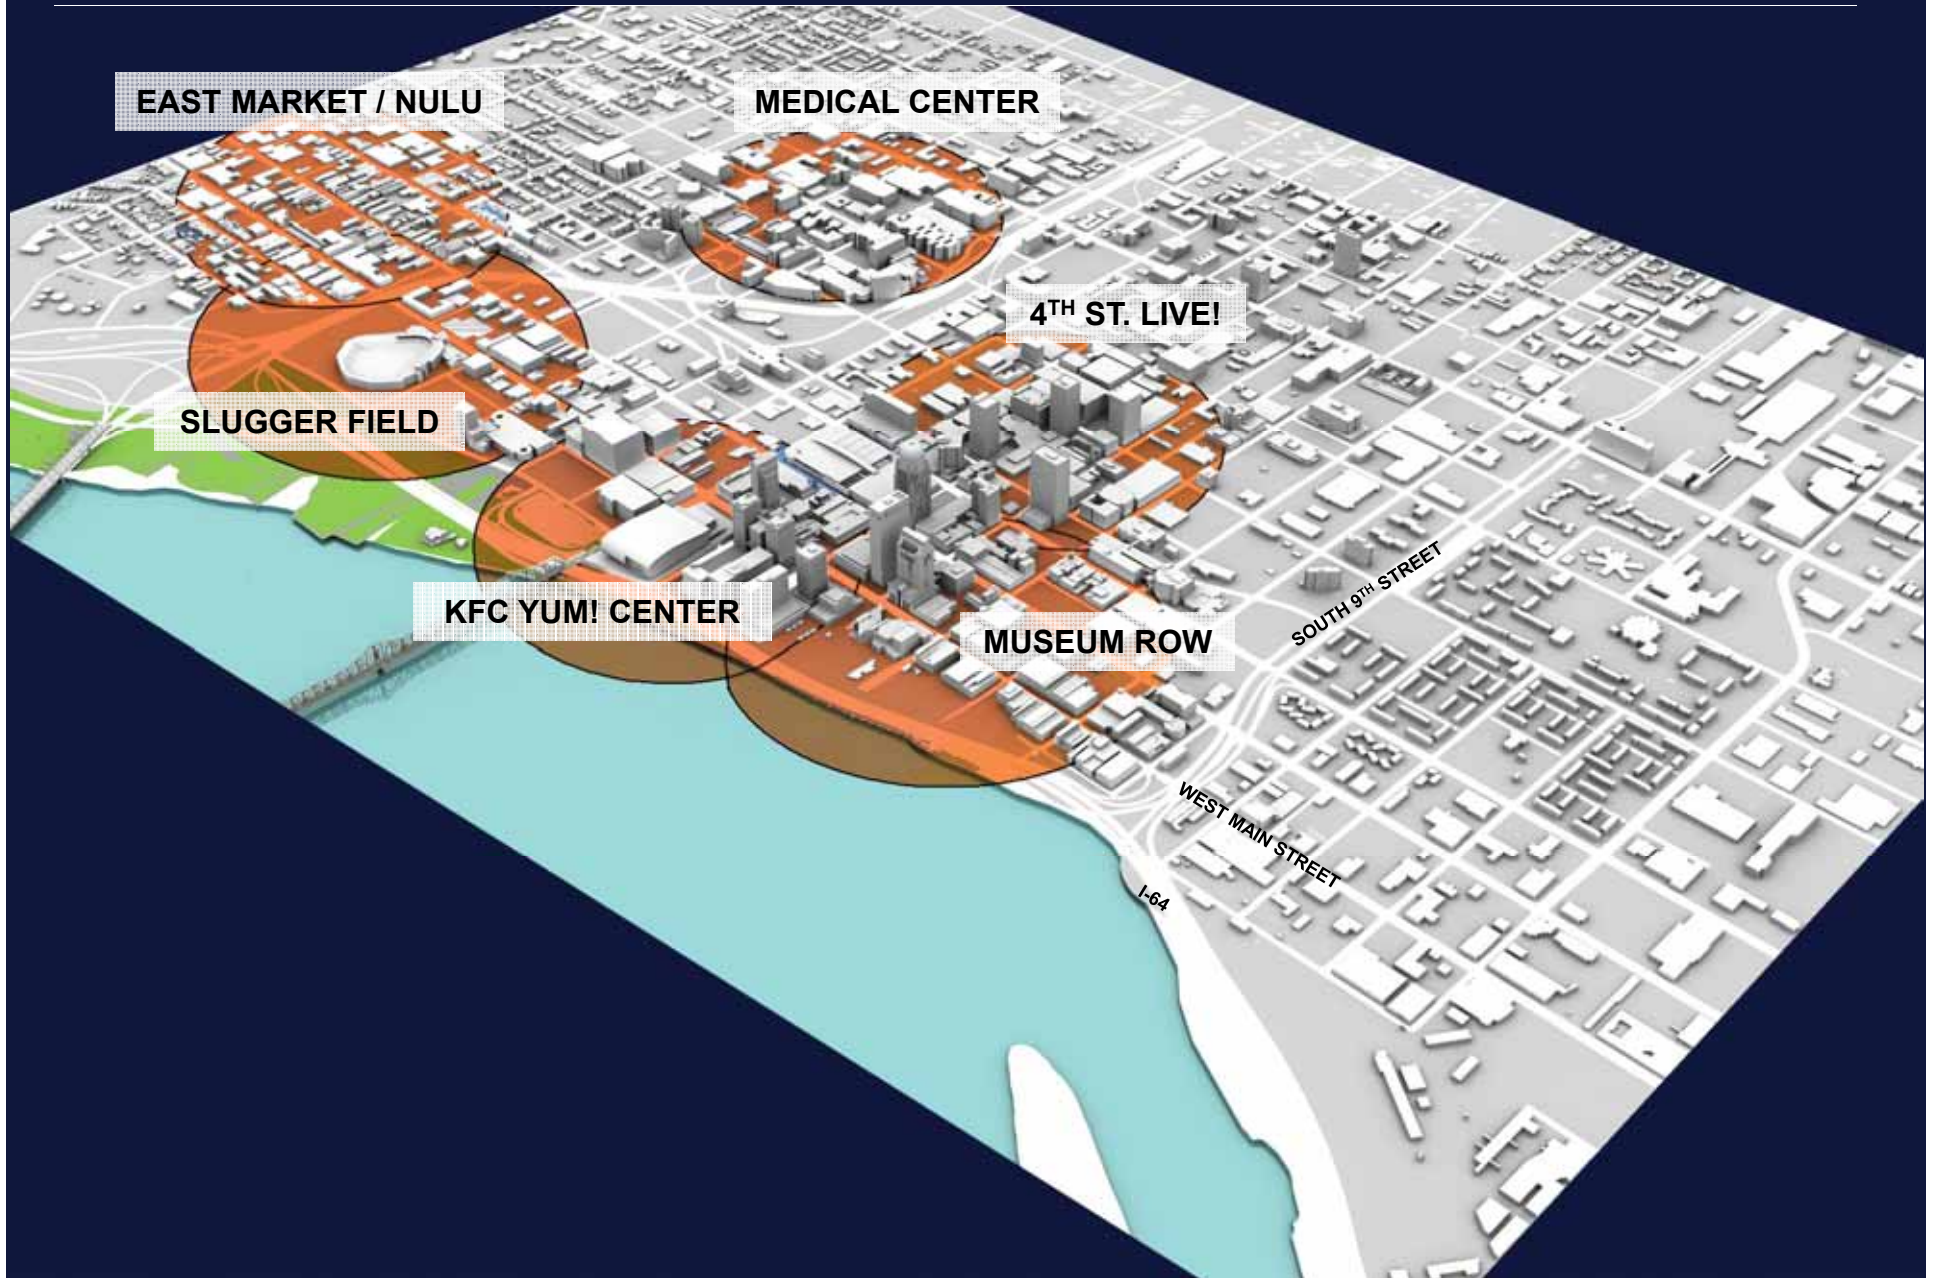 EAST MARKET / NULU
MEDICAL CENTER
4TH ST. LIVE!
SLUGGER FIELD
KFC YUM! CENTER
MUSEUM ROW
SOUTH 9TH STREET
WEST MAIN STREET
I-64